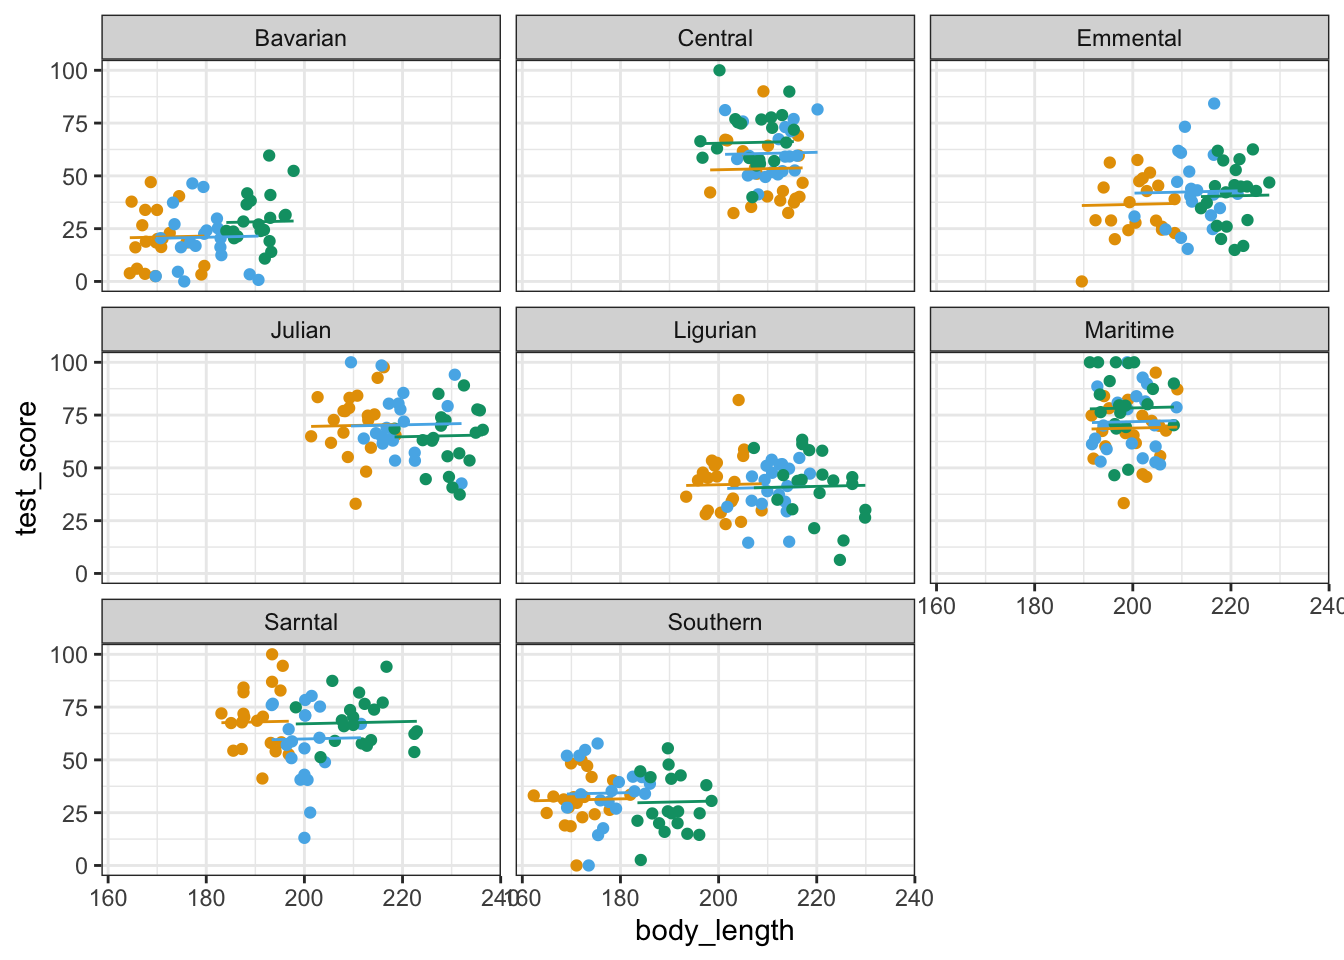 Bavarian Central Emmental
100
75
50
25
0
Julian Ligurian Maritime
100
75
50
25
0
160 180 200 220 240
Sarntal Southern
100
75
50
25
0
160 180 200 220 240 160 180 200 220 240
body_length
test_score